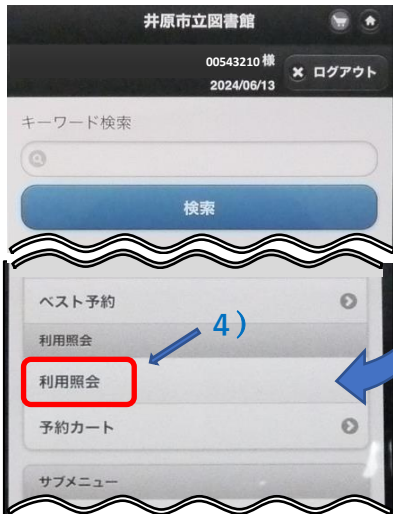 井原市立図書館
00543210 様
2024/06/13
ログアウト
キーワード検索
検索
ベスト予約
4）
利用照会
利用照会
予約カート
サブメニュー